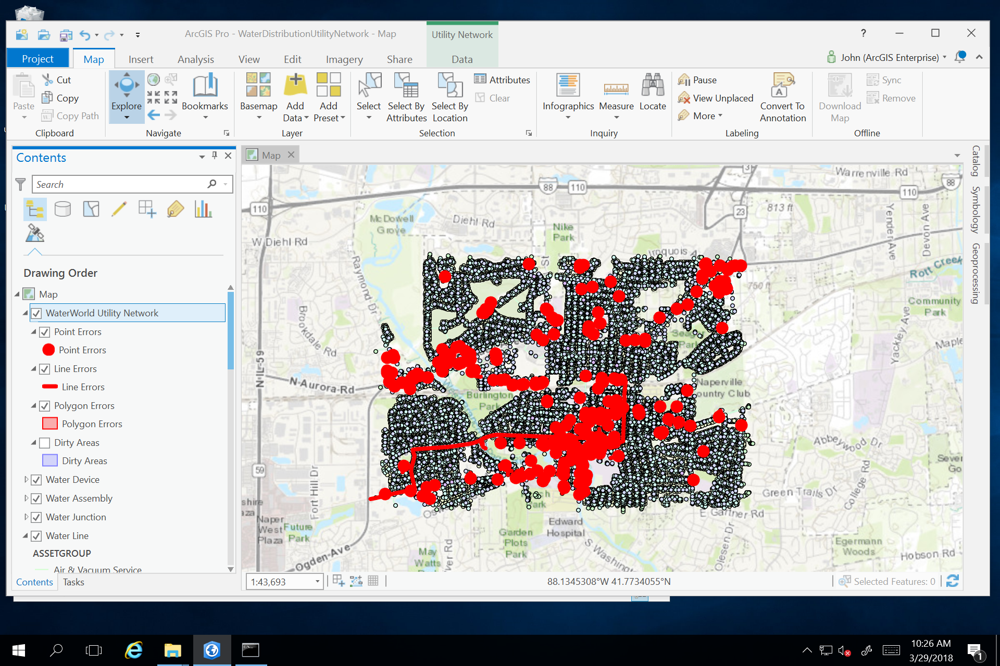 ArcGIS Pro - WaterDistributionUtilityNetwork - Map
Utility Network
?
Project
Map
Insert
Analysis
View
Edit
Imagery
Share
Data
John (ArcGIS Enterprise)
Paste
Cut
Copy
Copy Path
Clipboard
Explore
Bookmarks
Navigate
Basemap
Add
Data
Add
Preset
Layer
Select
Select By
Attributes
Select By
Location
Attributes
Clear
Selection
Infographics
Measure
Locate
Inquiry
Pause
View Unplaced
More
Convert To
Annotation
Labeling
Download
Map
Sync
Remove
Offline
Contents
Search
Drawing Order
Map
WaterWorld Utility Network
Point Errors
Point Errors
Line Errors
Line Errors
Polygon Errors
Polygon Errors
Dirty Areas
Dirty Areas
Water Device
Water Assembly
Water Junction
Water Line
ASSETGROUP
Air & Vacuum Service
Contents
Tasks
Map
Catalog
Symbology
Geoprocessing
Warrenville Rd
88
110
110
88
110
23
813 ft
McDowell
Grove
Diehl Rd
Nike
Park
W Diehl Rd
Yender Ave
Devon Ave
Iroquois A
St
Raymond Dr
Rott Creek
750 ft
Community
Park
Brookdale Rd
Park
Yackley Ave
Maple
N IL-59
N-Aurora-Rd
Naperville
ountry Club
Burlington
Park
Abbeywood Dr
Seven
Go
59
Fort Hill Dr
Green Trails Dr
College Rd
shire
aza
Park
E Gartner Rd
Naper
West
Plaza
Future
Park
Edward
Hospital
Garden
Plots
Park
Olesen Dr
Egermann
Woods
Hobson Rd
S Washing
May
Watts
ver Rd
Ogden-Ave
1:43,693
88.1345308°W 41.7734055°N
Selected Features: 0
10:26 AM
3/29/2018
1